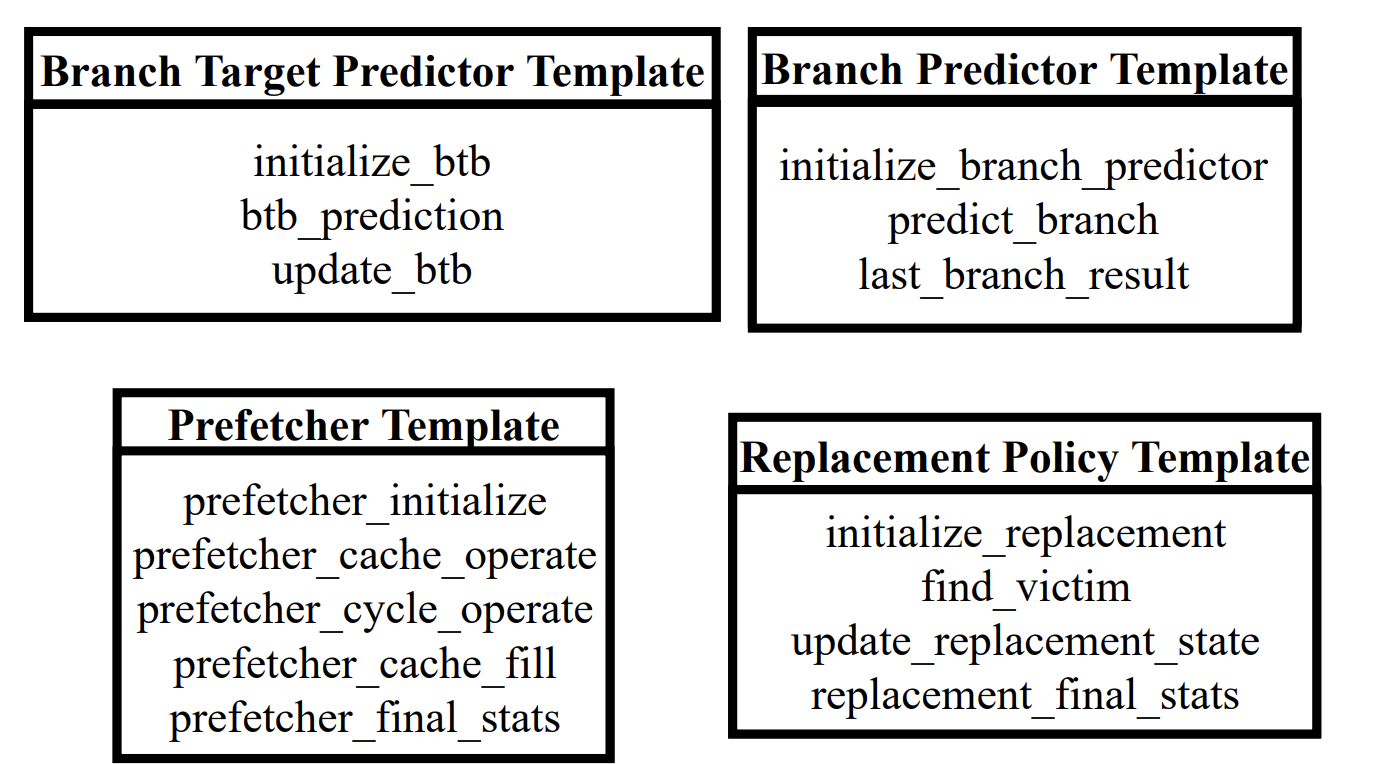 Branch Target Predictor Template
initialize_btb
btb_prediction
update_btb
Branch Predictor Template
initialize_branch_predictor
predict_branch
last_branch_result
Prefetcher Template
prefetcher_initialize
prefetcher_cache_operate
prefetcher_cycle_operate
prefetcher_cache_fill
prefetcher_final_stats
Replacement Policy Template
initialize_replacement
find_victim
update_replacement_state
replacement_final_stats